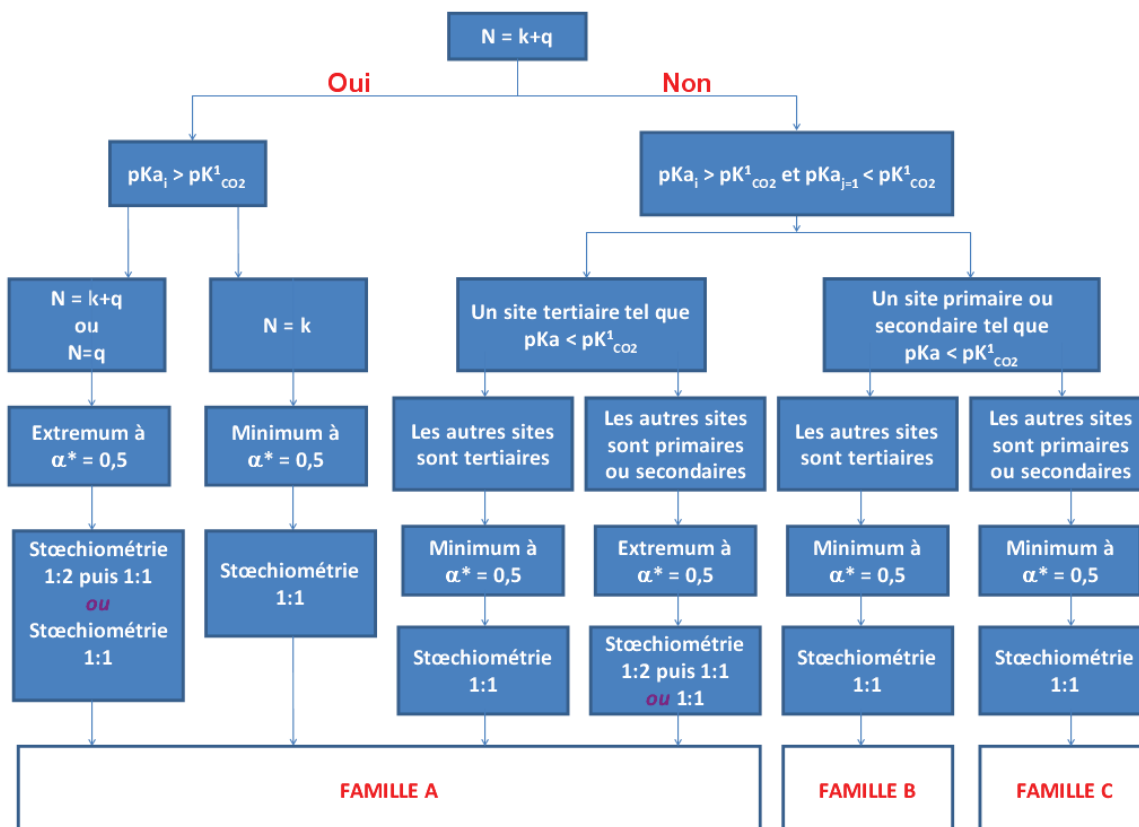 N = k+q
Oui
Non
pKaᵢ > pK¹CO2
pKaᵢ > pK¹CO2 et pKaⱼ₌₁ < pK¹CO2
N = k+q
ou
N=q
N = k
Un site tertiaire tel que
pKa < pK¹CO2
Un site primaire ou
secondaire tel que
pKa < pK¹CO2
Extremum à
α* = 0,5
Minimum à
α* = 0,5
Les autres sites
sont tertiaires
Les autres sites
sont primaires
ou secondaires
Les autres sites
sont tertiaires
Les autres sites
sont primaires
ou secondaires
Stœchiométrie
1:2 puis 1:1
ou
Stœchiométrie
1:1
Stœchiométrie
1:1
Minimum à
α* = 0,5
Extremum à
α* = 0,5
Minimum à
α* = 0,5
Minimum à
α* = 0,5
Stœchiométrie
1:1
Stœchiométrie
1:2 puis 1:1
ou 1:1
Stœchiométrie
1:1
Stœchiométrie
1:1
FAMILLE A
FAMILLE B
FAMILLE C